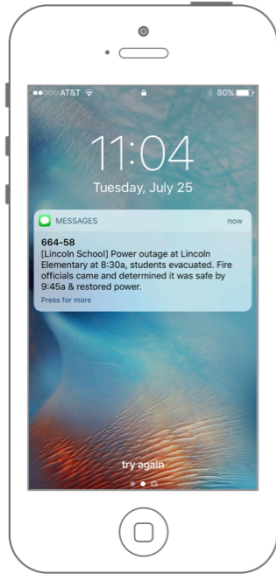 AT&T 80%
11:04
Tuesday, July 25
MESSAGES now
664-58
[Lincoln School] Power outage at Lincoln
Elementary at 8:30a, students evacuated. Fire
officials came and determined it was safe by
9:45a & restored power.
Press for more
try again